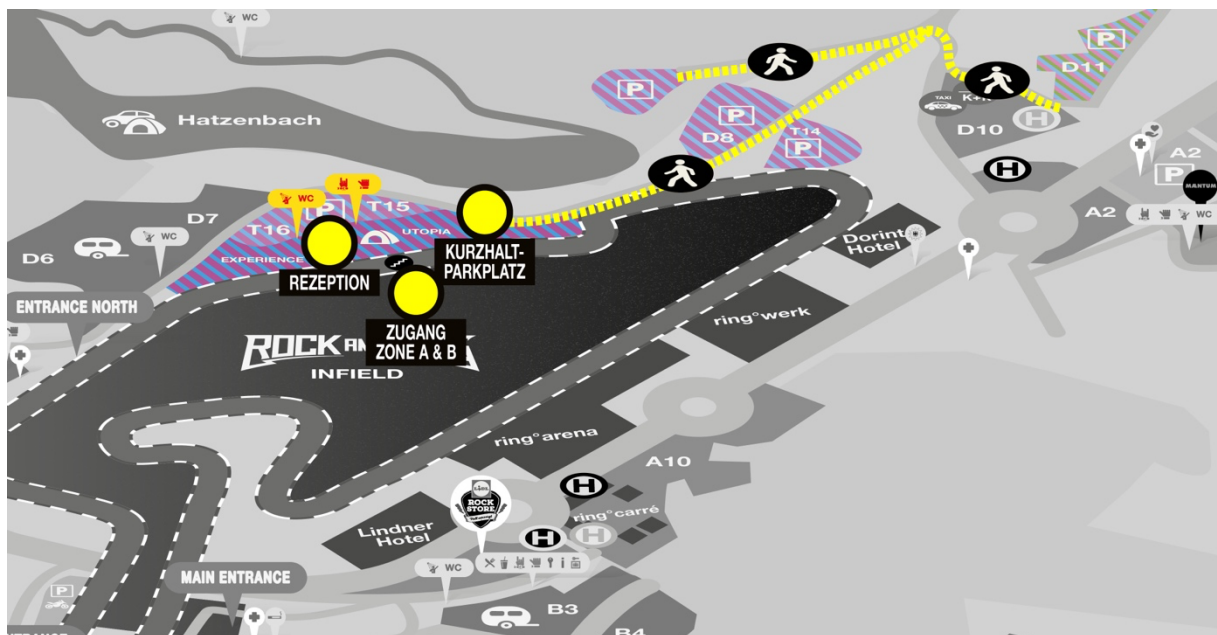 WC
P
D11
P
TAXI
D10
H
D8
T14
P
Hatzenbach
H
A2
P
MANTUM
A2
WC
D7
WC
P
T15
T16
UTOPIA
EXPERIENCE
D6
WC
REZEPTION
KURZHALT-
PARKPLATZ
Dorint
Hotel
ENTRANCE NORTH
ZUGANG
ZONE A & B
ring°werk
ROCK
INFIELD
ring°arena
A10
H
ROCK
STORE
ring°carré
Lindner
Hotel
H
H
WC
MAIN ENTRANCE
P
B3
B4